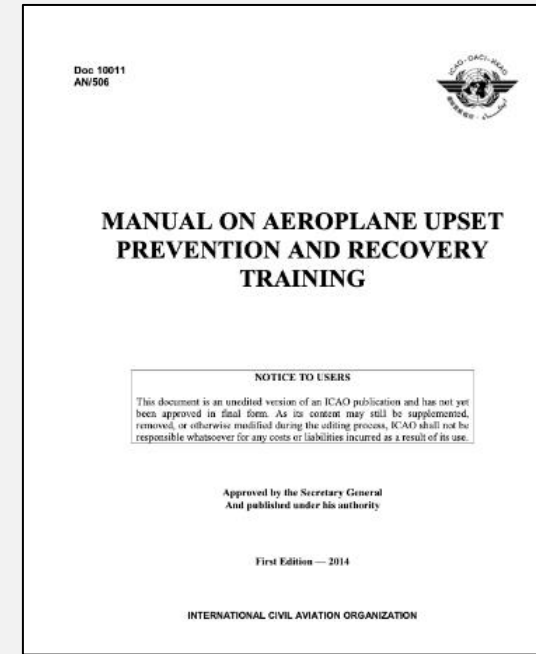 Doc 10011
AN/506
ICAO · OACI · ИКАО
MANUAL ON AEROPLANE UPSET
PREVENTION AND RECOVERY
TRAINING
NOTICE TO USERS
This document is an unedited version of an ICAO publication and has not yet
been approved in final form. As its content may still be supplemented,
removed, or otherwise modified during the editing process, ICAO shall not be
responsible whatsoever for any costs or liabilities incurred as a result of its use.
Approved by the Secretary General
And published under his authority
First Edition — 2014
INTERNATIONAL CIVIL AVIATION ORGANIZATION